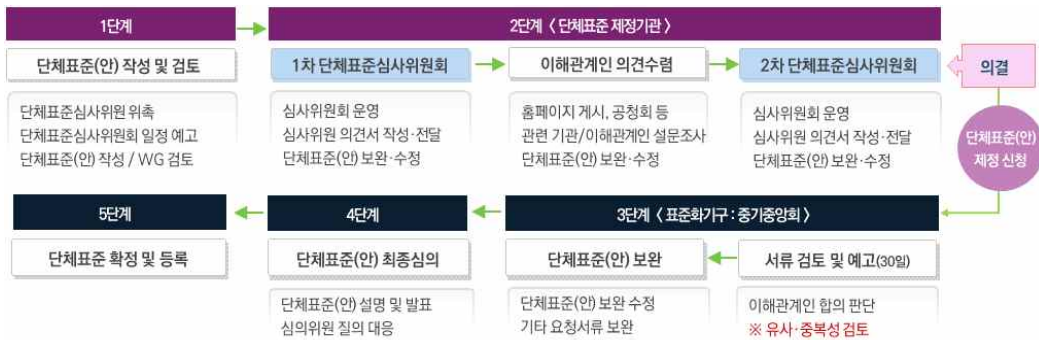 1단계
2단계 〈 단체표준 제정기관 〉
단체표준(안) 작성 및 검토
1차 단체표준심사위원회
이해관계인 의견수렴
2차 단체표준심사위원회
의결
단체표준심사위원 위촉
단체표준심사위원회 일정 예고
단체표준(안) 작성 / WG 검토
심사위원회 운영
심사위원 의견서 작성·전달
단체표준(안) 보완·수정
홈페이지 게시, 공청회 등
관련 기관/이해관계인 설문조사
단체표준(안) 보완·수정
심사위원회 운영
심사위원 의견서 작성·전달
단체표준(안) 보완·수정
단체표준(안)
제정 신청
5단계
4단계
3단계 〈 표준화기구 : 중기중앙회 〉
단체표준 확정 및 등록
단체표준(안) 최종심의
단체표준(안) 보완
서류 검토 및 예고(30일)
단체표준(안) 설명 및 발표
심의위원 질의 대응
단체표준(안) 보완 수정
기타 요청서류 보완
이해관계인 합의 판단
※ 유사·중복성 검토